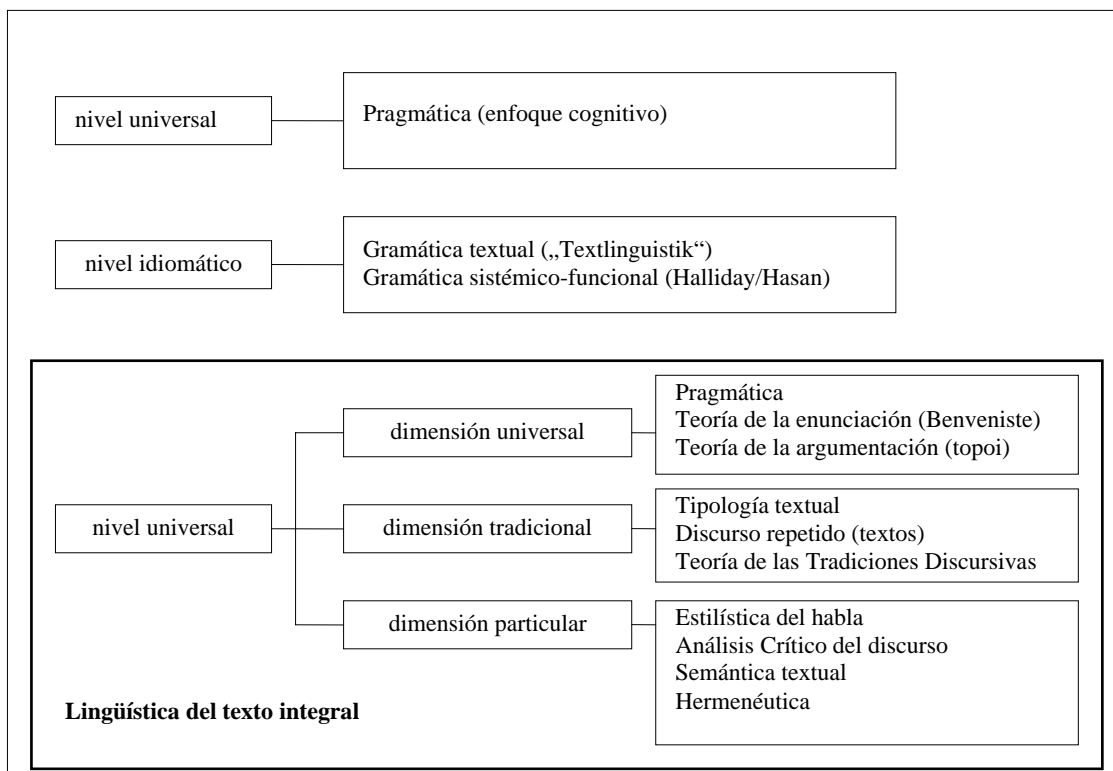 nivel universal
Pragmática (enfoque cognitivo)
nivel idiomático
Gramática textual („Textlinguistik“)
Gramática sistémico-funcional (Halliday/Hasan)
nivel universal
dimensión universal
Pragmática
Teoría de la enunciación (Benveniste)
Teoría de la argumentación (topoi)
dimensión tradicional
Tipología textual
Discurso repetido (textos)
Teoría de las Tradiciones Discursivas
dimensión particular
Estilística del habla
Análisis Crítico del discurso
Semántica textual
Hermenéutica
Lingüística del texto integral